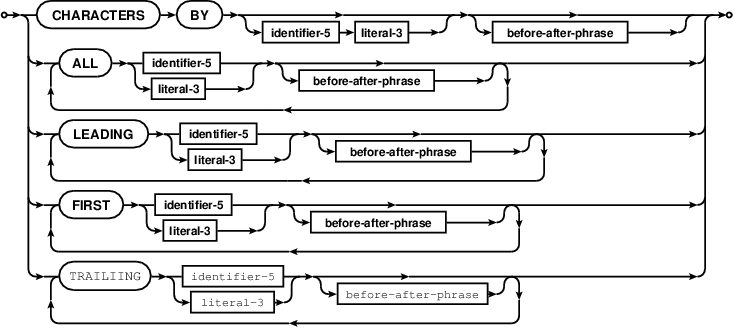 CHARACTERS BY identifier-5 literal-3 before-after-phrase
ALL identifier-5 before-after-phrase
literal-3
LEADING identifier-5 before-after-phrase
literal-3
FIRST identifier-5 before-after-phrase
literal-3
TRAILIING identifier-5 before-after-phrase
literal-3